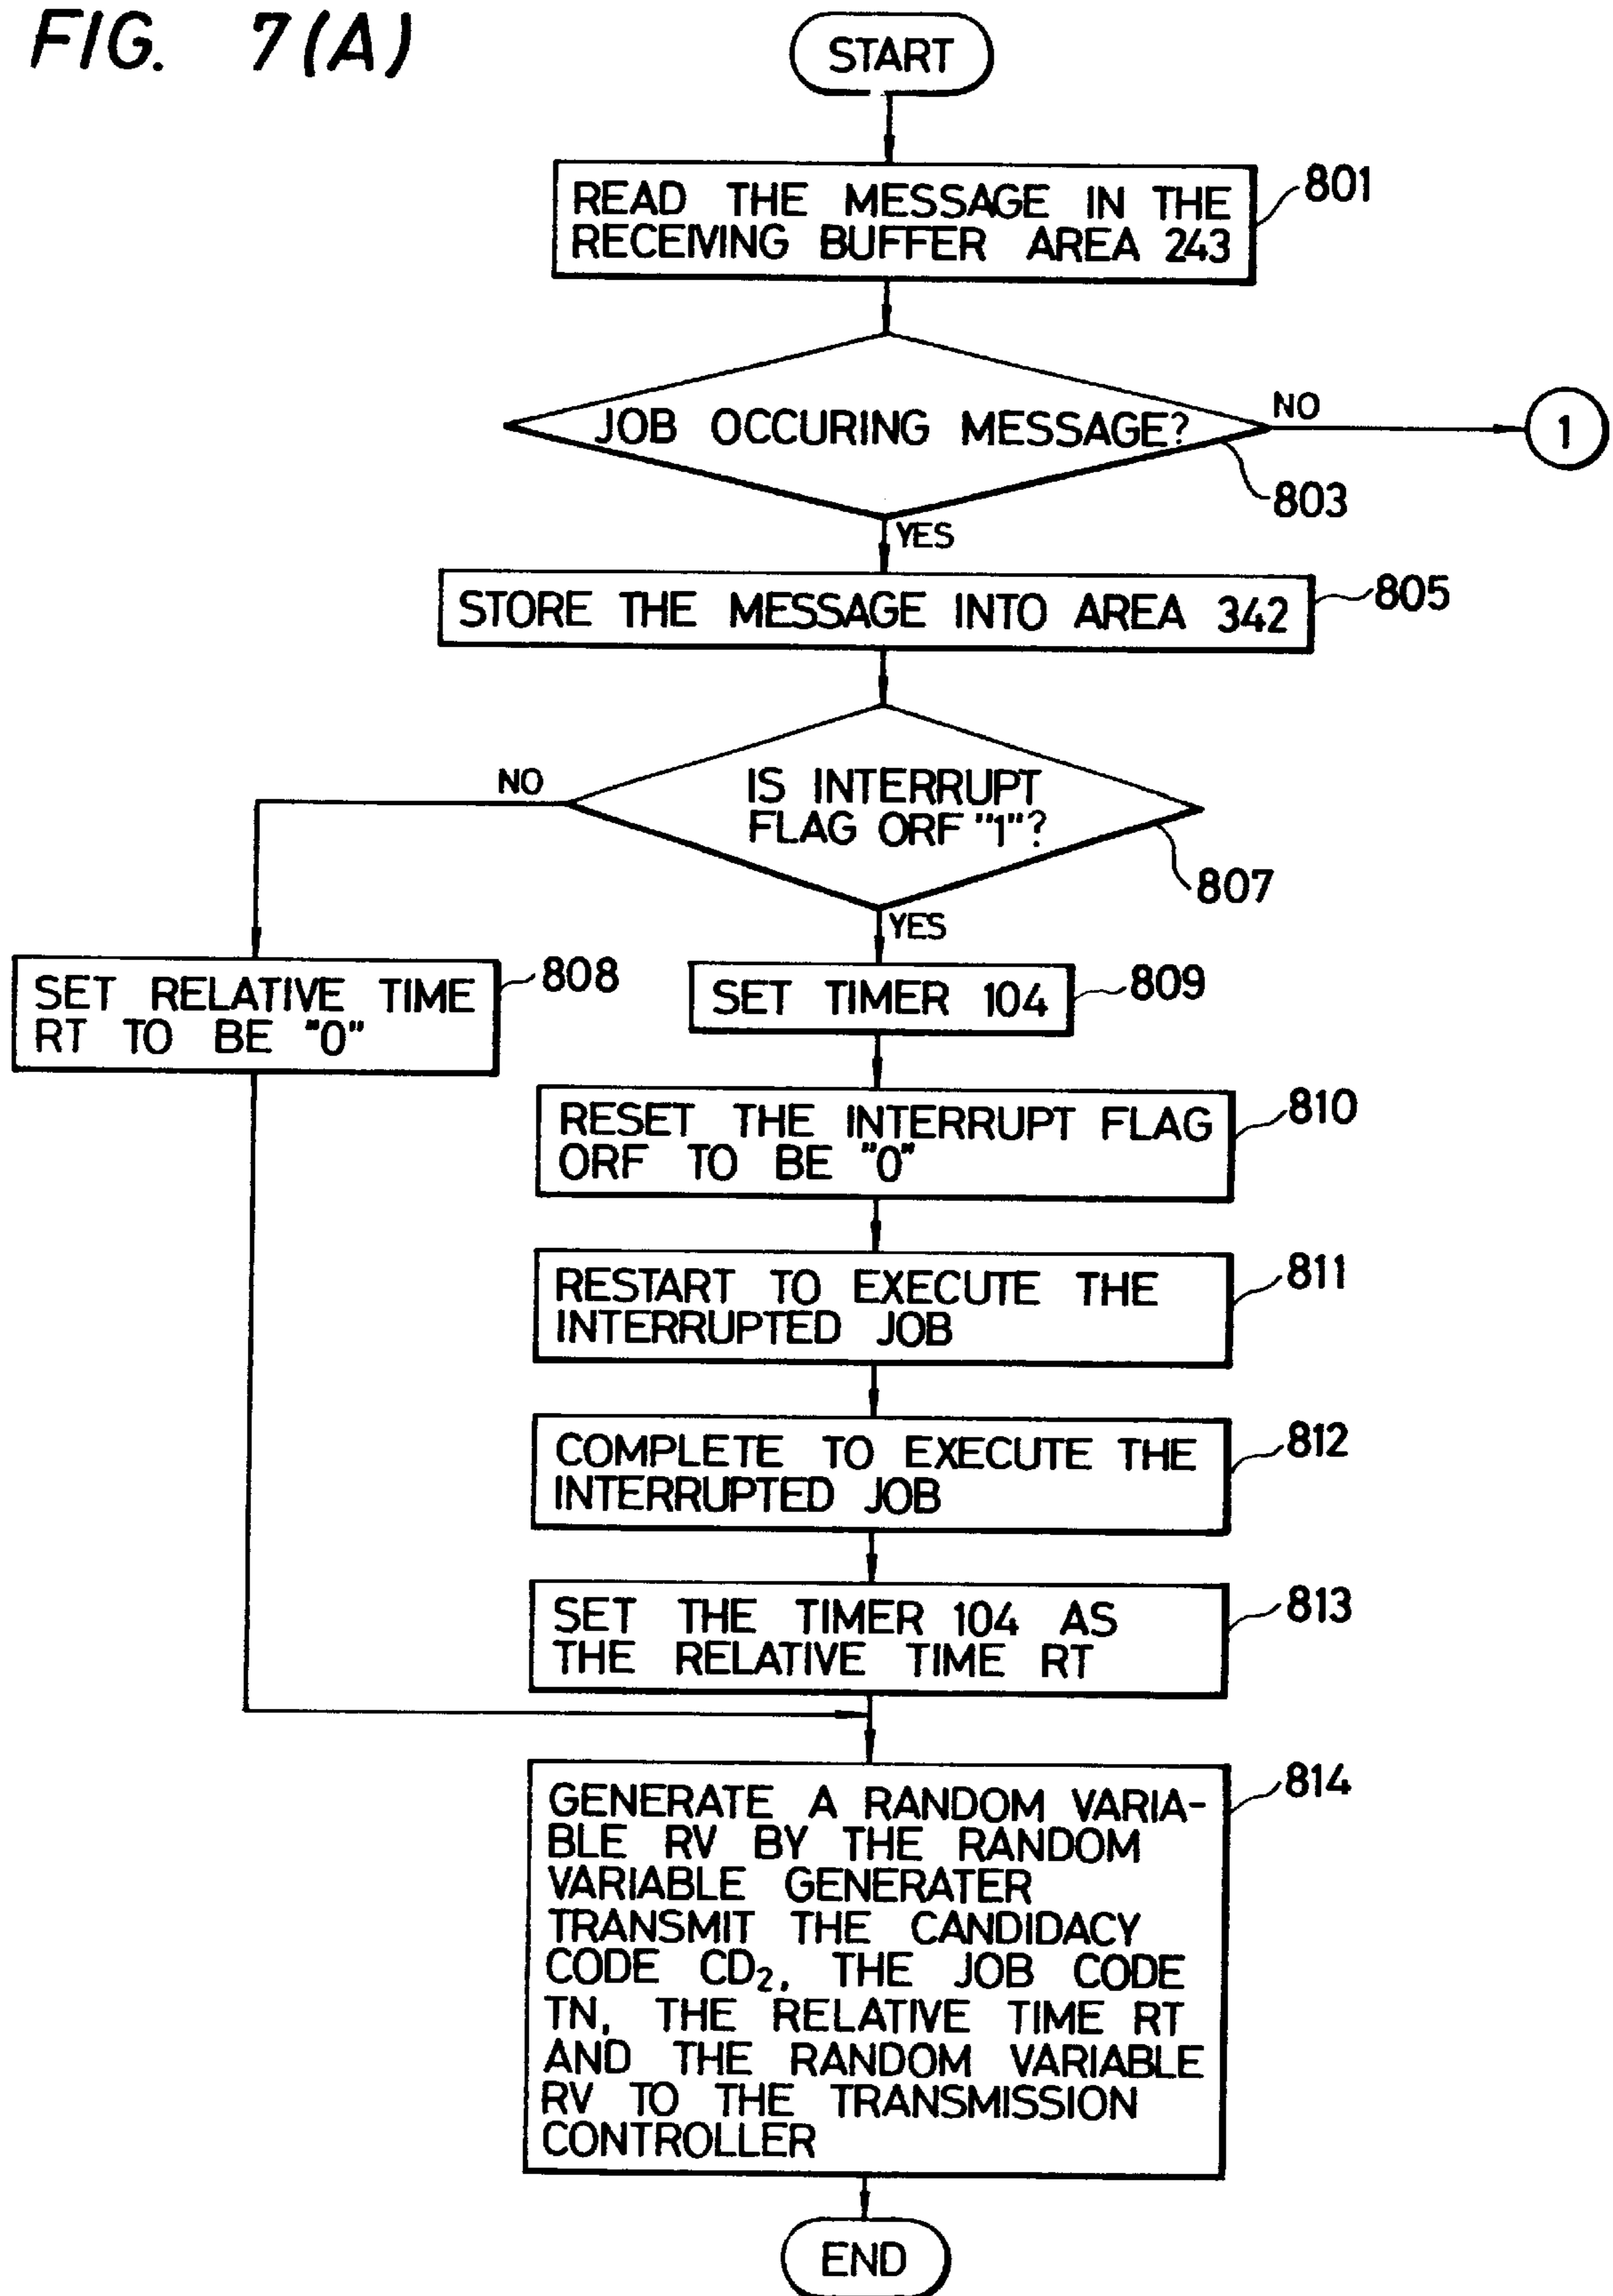 FIG. 7(A)
START
READ THE MESSAGE IN THE
RECEIVING BUFFER AREA 243
801
JOB OCCURING MESSAGE?
NO
1
803
YES
STORE THE MESSAGE INTO AREA 342
805
NO
IS INTERRUPT
FLAG ORF "1"?
807
YES
SET RELATIVE TIME
RT TO BE "0"
808
SET TIMER 104
809
RESET THE INTERRUPT FLAG
ORF TO BE "0"
810
RESTART TO EXECUTE THE
INTERRUPTED JOB
811
COMPLETE TO EXECUTE THE
INTERRUPTED JOB
812
SET THE TIMER 104 AS
THE RELATIVE TIME RT
813
GENERATE A RANDOM VARIA-
BLE RV BY THE RANDOM
VARIABLE GENERATER
TRANSMIT THE CANDIDACY
CODE CD₂, THE JOB CODE
TN, THE RELATIVE TIME RT
AND THE RANDOM VARIABLE
RV TO THE TRANSMISSION
CONTROLLER
814
END